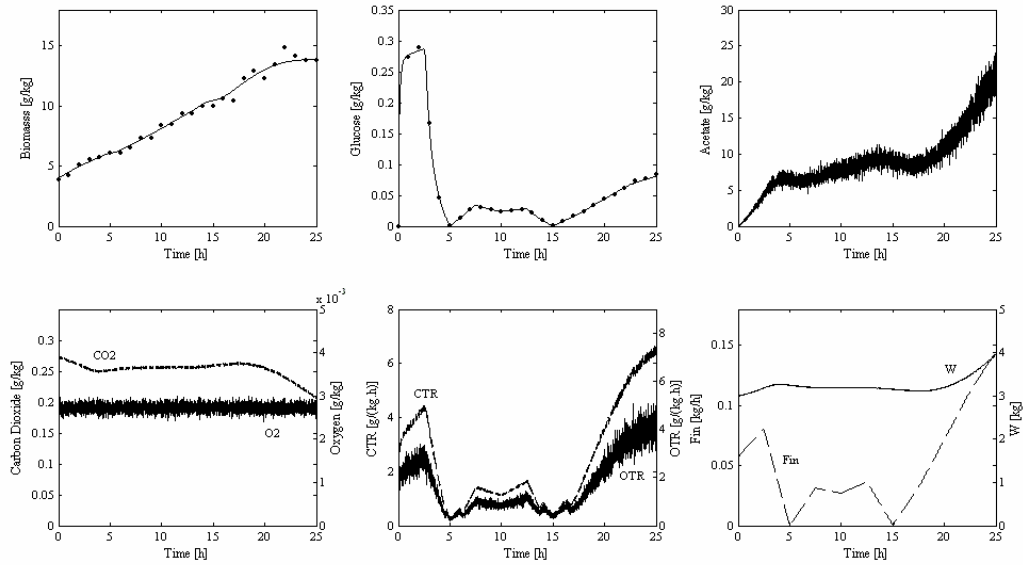 Biomasss [g/kg]
15
10
5
0
0 5 10 15 20 25
Time [h]
Glucose [g/kg]
0.35
0.3
0.25
0.2
0.15
0.1
0.05
0
0 5 10 15 20 25
Time [h]
Acetate [g/kg]
30
25
20
15
10
5
0
0 5 10 15 20 25
Time [h]
Carbon Dioxide [g/kg]
0.35
0.3
0.25
0.2
0.15
0.1
0.05
0
CO2
O2
x 10-3
5
4
3
2
1
0
Oxygen [g/kg]
0 5 10 15 20 25
Time [h]
CTR [g/(kg.h)]
8
6
4
2
0
CTR
OTR
8
6
4
2
0
OTR [g/(kg.h)]
0 5 10 15 20 25
Time [h]
Fin [kg/h]
0.15
0.1
0.05
0
W
Fin
5
4
3
2
1
0
W [kg]
0 5 10 15 20 25
Time [h]